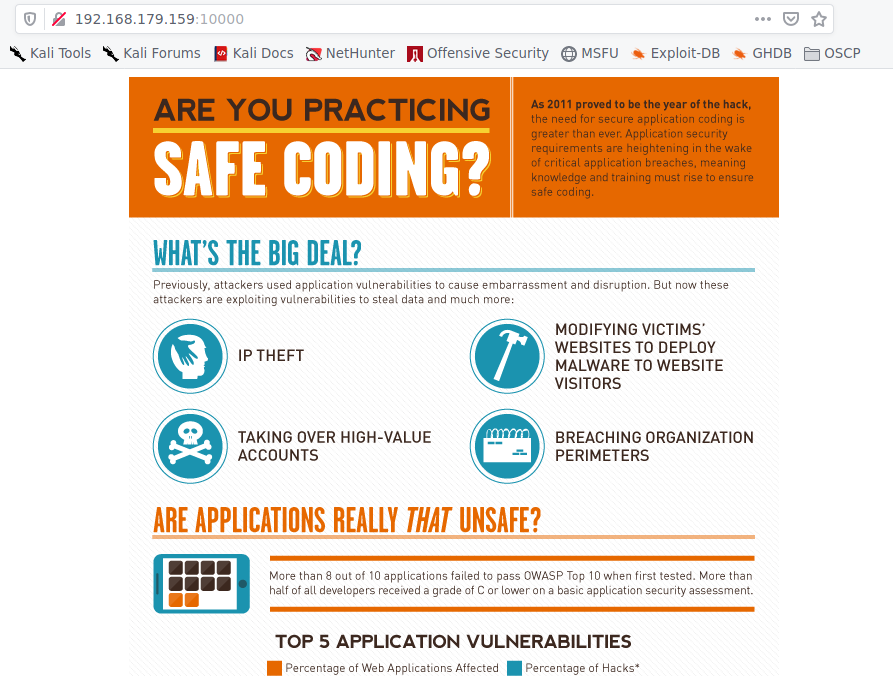 192.168.179.159:10000
Kali Tools Kali Forums Kali Docs NetHunter Offensive Security MSFU Exploit-DB GHDB OSCP
ARE YOU PRACTICING
SAFE CODING?
As 2011 proved to be the year of the hack,
the need for secure application coding is
greater than ever. Application security
requirements are heightening in the wake
of critical application breaches, meaning
knowledge and training must rise to ensure
safe coding.
WHAT'S THE BIG DEAL?
Previously, attackers used application vulnerabilities to cause embarrassment and disruption. But now these
attackers are exploiting vulnerabilities to steal data and much more:
IP THEFT
MODIFYING VICTIMS'
WEBSITES TO DEPLOY
MALWARE TO WEBSITE
VISITORS
TAKING OVER HIGH-VALUE
ACCOUNTS
BREACHING ORGANIZATION
PERIMETERS
ARE APPLICATIONS REALLY THAT UNSAFE?
More than 8 out of 10 applications failed to pass OWASP Top 10 when first tested. More than
half of all developers received a grade of C or lower on a basic application security assessment.
TOP 5 APPLICATION VULNERABILITIES
Percentage of Web Applications Affected Percentage of Hacks*